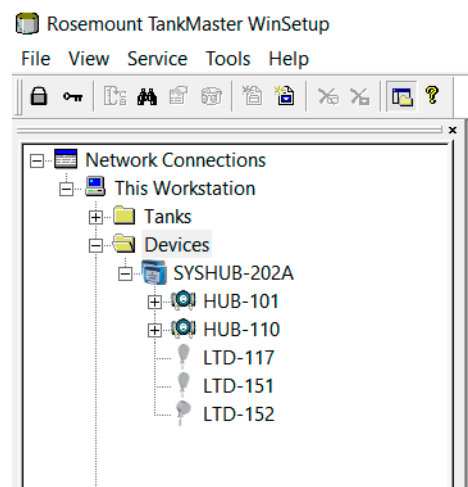 Rosemount TankMaster WinSetup
File View Service Tools Help
Network Connections
This Workstation
Tanks
Devices
SYSHUB-202A
HUB-101
HUB-110
LTD-117
LTD-151
LTD-152